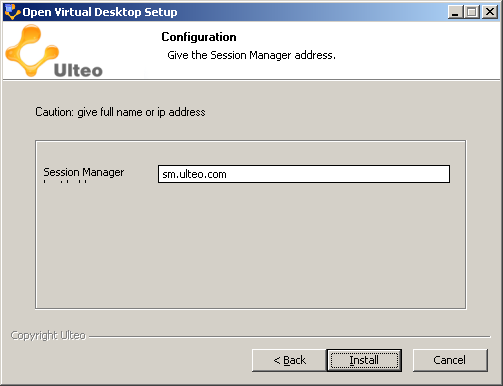 Open Virtual Desktop Setup
Configuration
Give the Session Manager address.
Ulteo
Caution: give full name or ip address
Session Manager
sm.ulteo.com
Copyright Ulteo
< Back
Install
Cancel